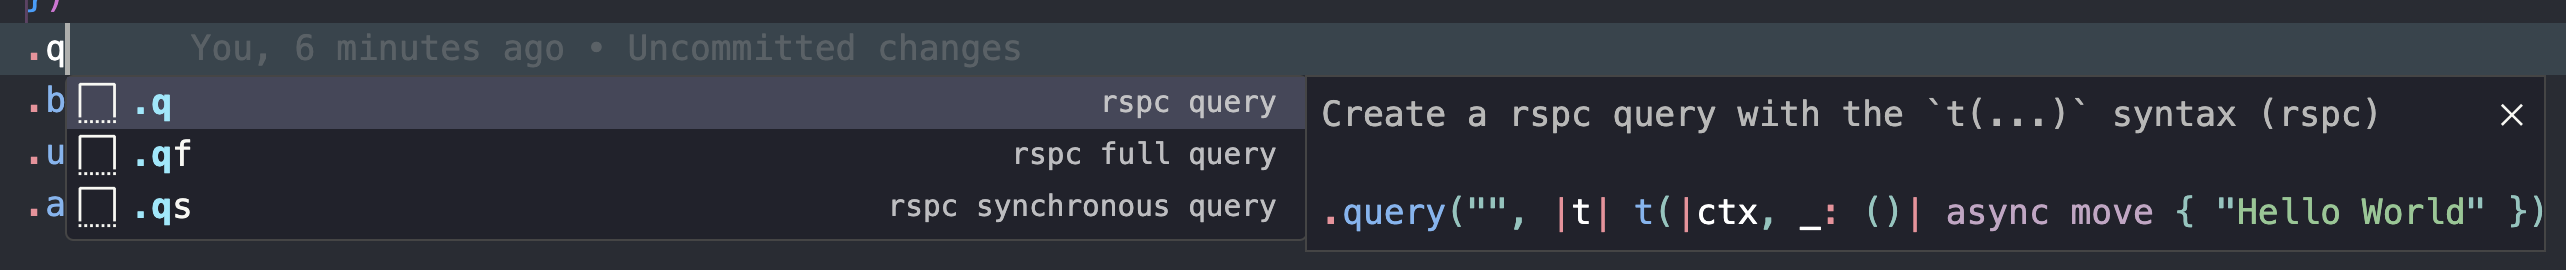 })
.q You, 6 minutes ago • Uncommitted changes
.b
.u
.a
.q rspc query
.qf rspc full query
.qs rspc synchronous query
Create a rspc query with the `t(...)` syntax (rspc)
.query("", |t| t(|ctx, _: ()| async move { "Hello World" })